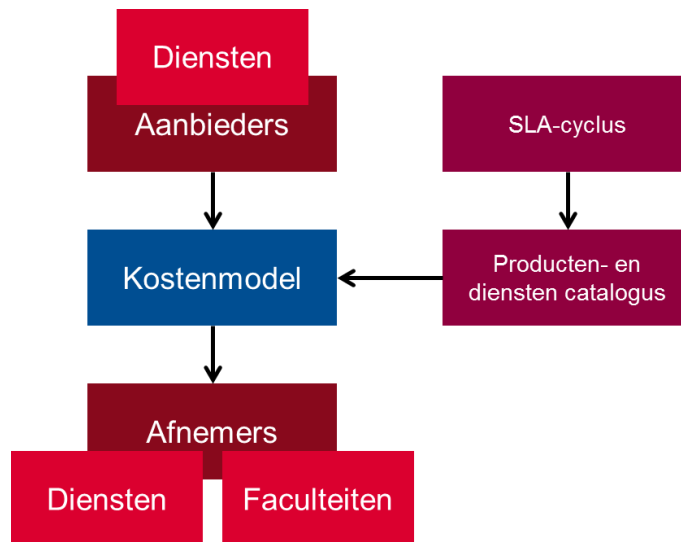 Diensten
Aanbieders
SLA-cyclus
Kostenmodel
Producten- en
diensten catalogus
Afnemers
Diensten
Faculteiten